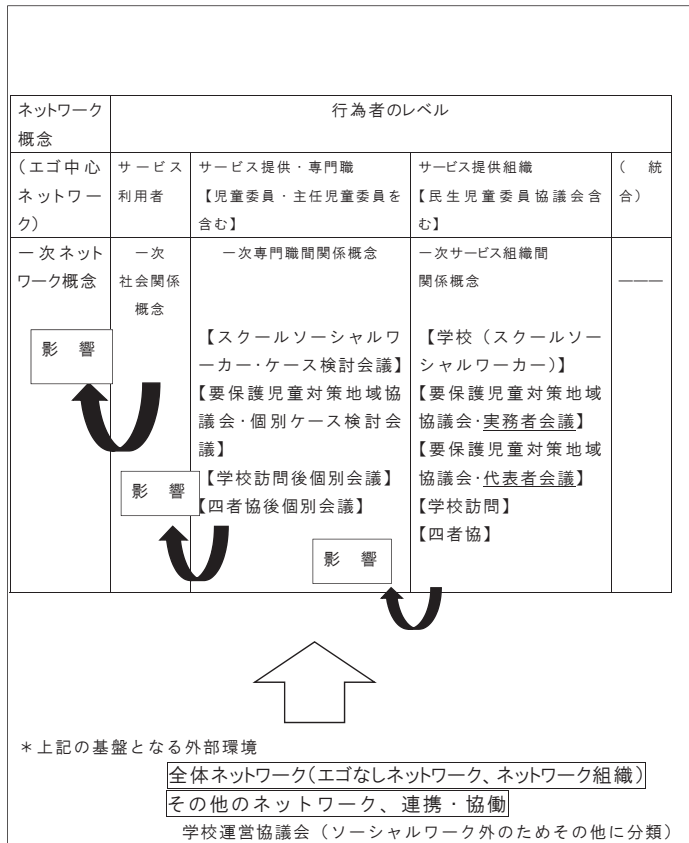 ネットワーク
概念
行為者のレベル
(エゴ中心
ネットワー
ク)
サービス
利用者
サービス提供・専門職
【児童委員・主任児童委員を
含む】
サービス提供組織
【民生児童委員協議会含
む】
( 統
合)
一次ネット
ワーク概念
一次
社会関係
概念
一次専門職間関係概念
一次サービス組織間
関係概念
―――
【スクールソーシャルワ
ーカー・ケース検討会議】
【要保護児童対策地域協
議会・個別ケース検討会
議】
【学校訪問後個別会議】
【四者協後個別会議】
【学校(スクールソー
シャルワーカー)】
【要保護児童対策地域
協議会・実務者会議】
【要保護児童対策地域
協議会・代表者会議】
【学校訪問】
【四者協】
影 響
影 響
影 響
*上記の基盤となる外部環境
全体ネットワーク(エゴなしネットワーク、ネットワーク組織)
その他のネットワーク、連携・協働
学校運営協議会(ソーシャルワーク外のためその他に分類)